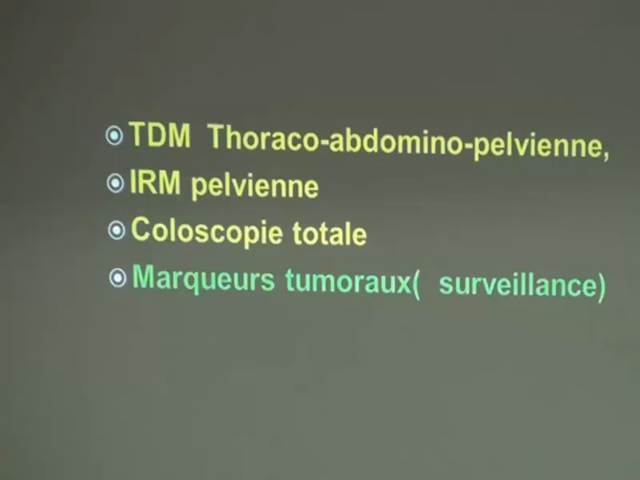 TDM Thoraco-abdomino-pelvienne,
IRM pelvienne
Coloscopie totale
Marqueurs tumoraux( surveillance)